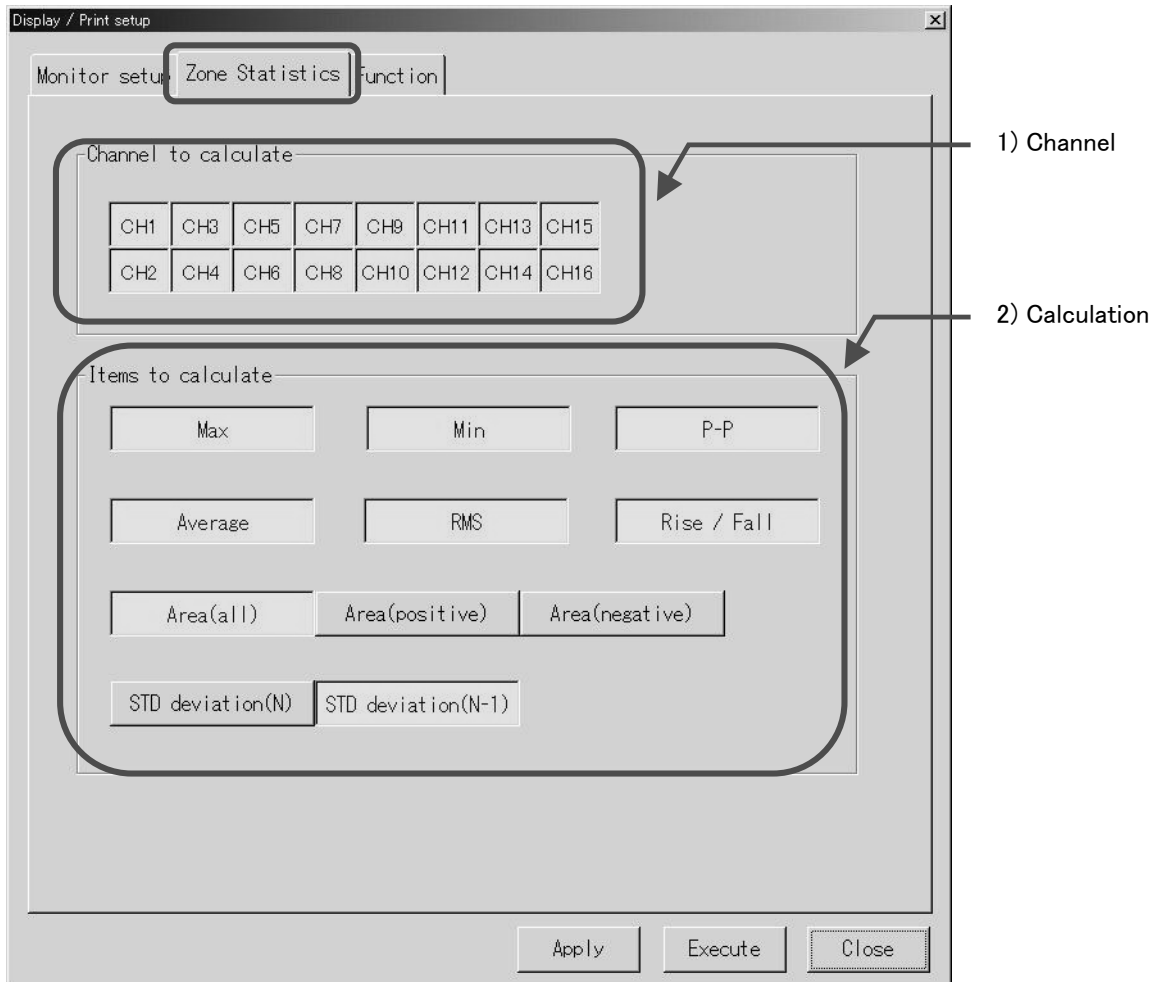 Display / Print setup
Monitor setup Zone Statistics Function
Channel to calculate
1) Channel
CH1 CH3 CH5 CH7 CH9 CH11 CH13 CH15
CH2 CH4 CH6 CH8 CH10 CH12 CH14 CH16
2) Calculation
Items to calculate
Max Min P-P
Average RMS Rise / Fall
Area(all) Area(positive) Area(negative)
STD deviation(N) STD deviation(N-1)
Apply Execute Close